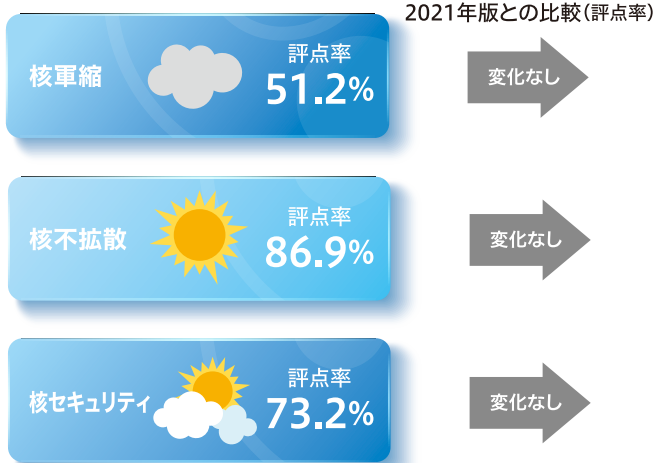 2021年版との比較(評点率)
核軍縮
評点率
51.2%
変化なし
核不拡散
評点率
86.9%
変化なし
核セキュリティ
評点率
73.2%
変化なし